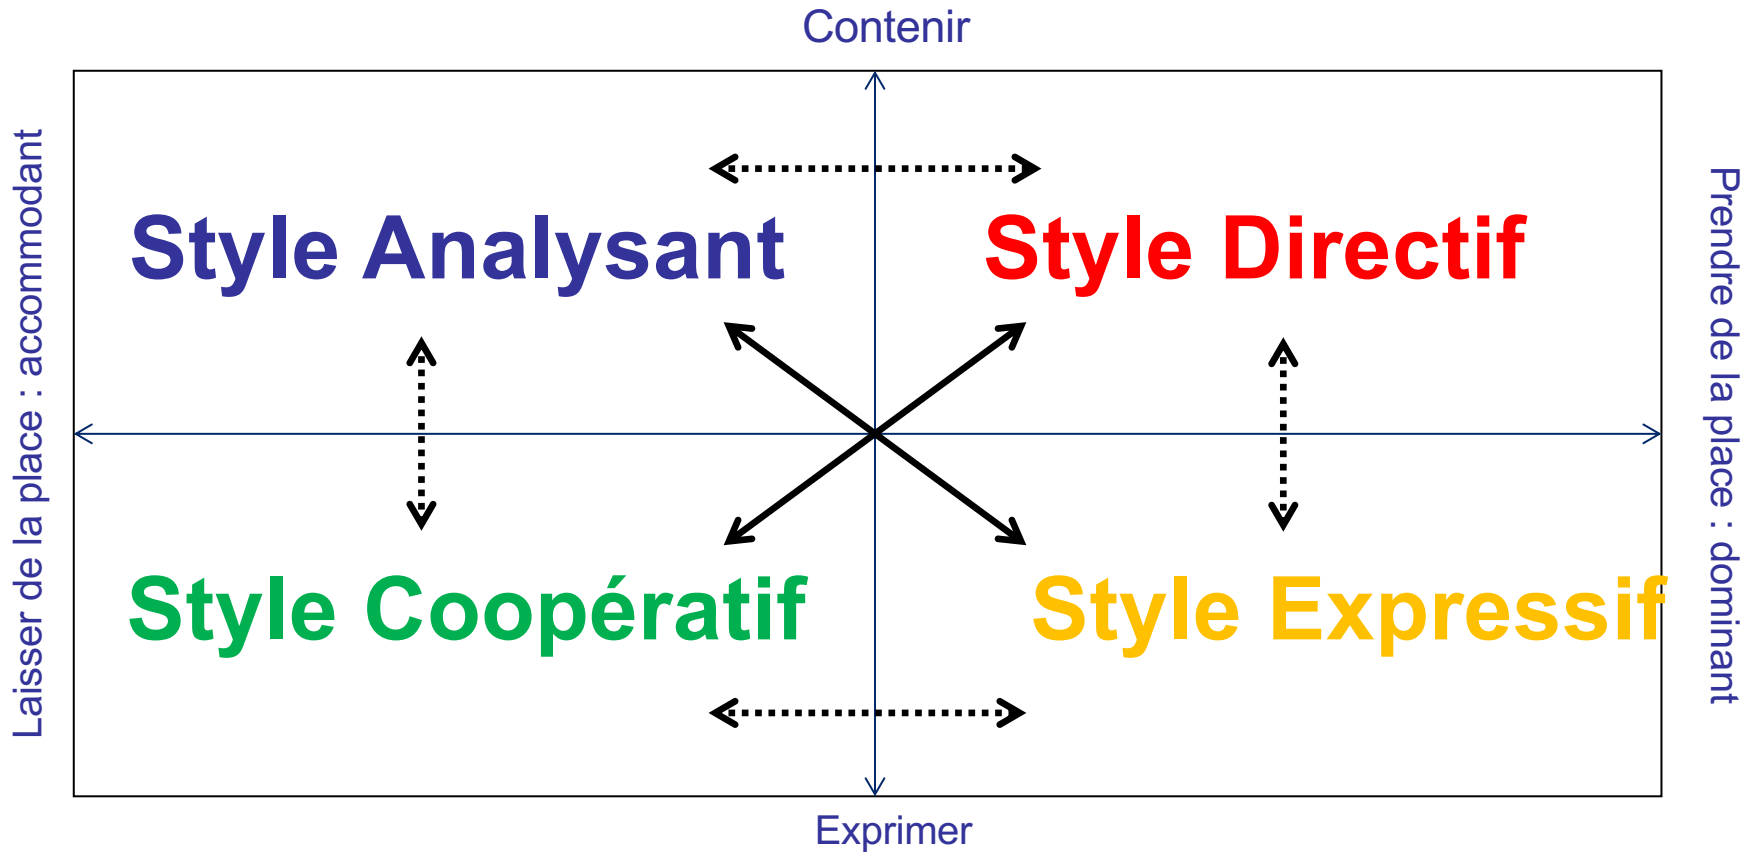 Contenir
Laisser de la place : accommodant
Style Analysant
Style Directif
Prendre de la place : dominant
Style Coopératif
Style Expressif
Exprimer